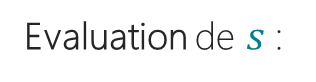 Evaluation de s :